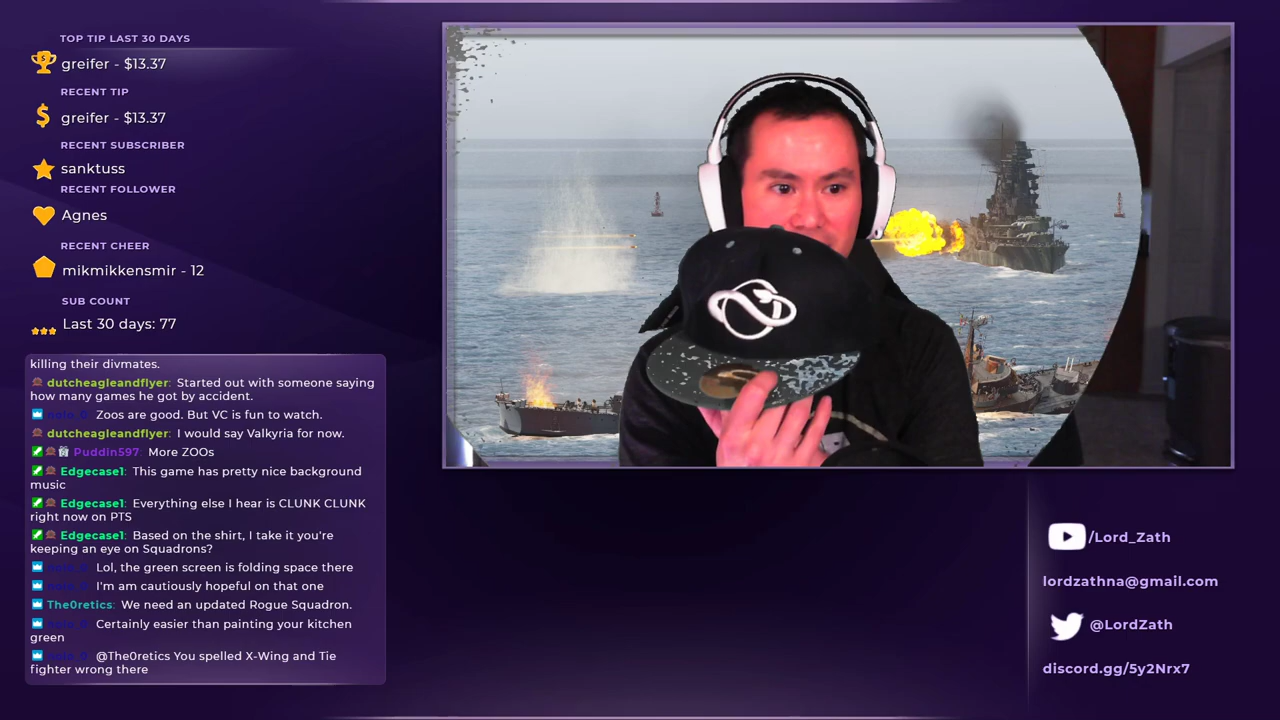 TOP TIP LAST 30 DAYS
greifer - $13.37
RECENT TIP
greifer - $13.37
RECENT SUBSCRIBER
sanktuss
RECENT FOLLOWER
Agnes
RECENT CHEER
mikmikkensmir - 12
SUB COUNT
Last 30 days: 77
killing their divmates.
dutcheagleandflyer: Started out with someone saying
how many games he got by accident.
Zoos are good. But VC is fun to watch.
dutcheagleandflyer: I would say Valkyria for now.
Puddin597: More ZOOs
Edgecase1: This game has pretty nice background
music
Edgecase1: Everything else I hear is CLUNK CLUNK
right now on PTS
Edgecase1: Based on the shirt, I take it you're
keeping an eye on Squadrons?
Lol, the green screen is folding space there
I'm am cautiously hopeful on that one
The0retics: We need an updated Rogue Squadron.
Certainly easier than painting your kitchen
green
@The0retics You spelled X-Wing and Tie
fighter wrong there
/Lord_Zath
lordzathna@gmail.com
@LordZath
discord.gg/5y2Nrx7